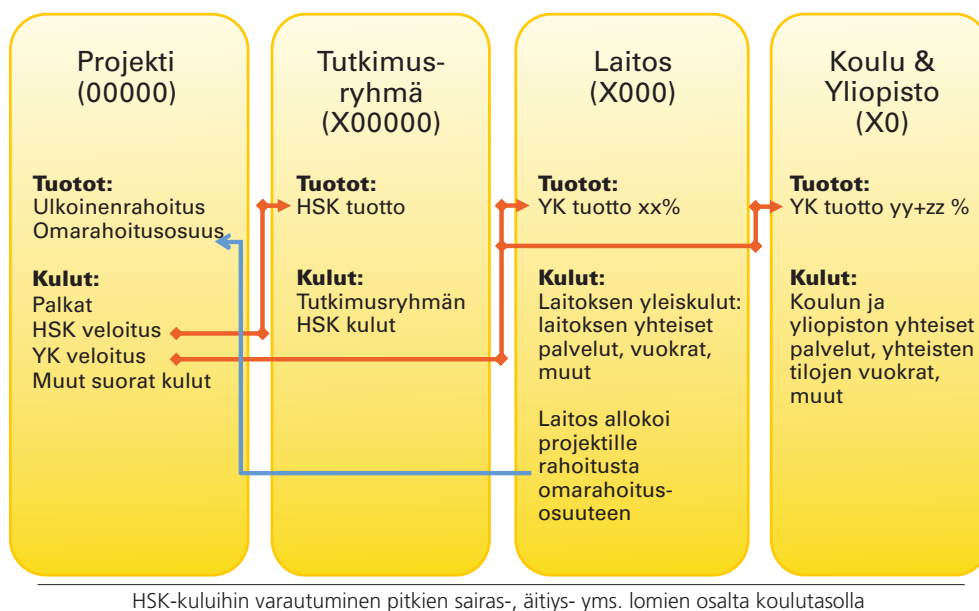 Projekti
(00000)
Tuotot:
Ulkoinenrahoitus
Omarahoitusosuus
Kulut:
Palkat
HSK veloitus
YK veloitus
Muut suorat kulut
Tutkimus-
ryhmä
(X00000)
Tuotot:
HSK tuotto
Kulut:
Tutkimusryhmän
HSK kulut
Laitos
(X000)
Tuotot:
YK tuotto xx%
Kulut:
Laitoksen yleiskulut:
laitoksen yhteiset
palvelut, vuokrat,
muut
Laitos allokoi
projektille
rahoitusta
omarahoitus-
osuuteen
Koulu &
Yliopisto
(X0)
Tuotot:
YK tuotto yy+zz %
Kulut:
Koulun ja
yliopiston yhteiset
palvelut, yhteisten
tilojen vuokrat,
muut
HSK-kuluihin varautuminen pitkien sairas-, äitiys- yms. lomien osalta koulutasolla